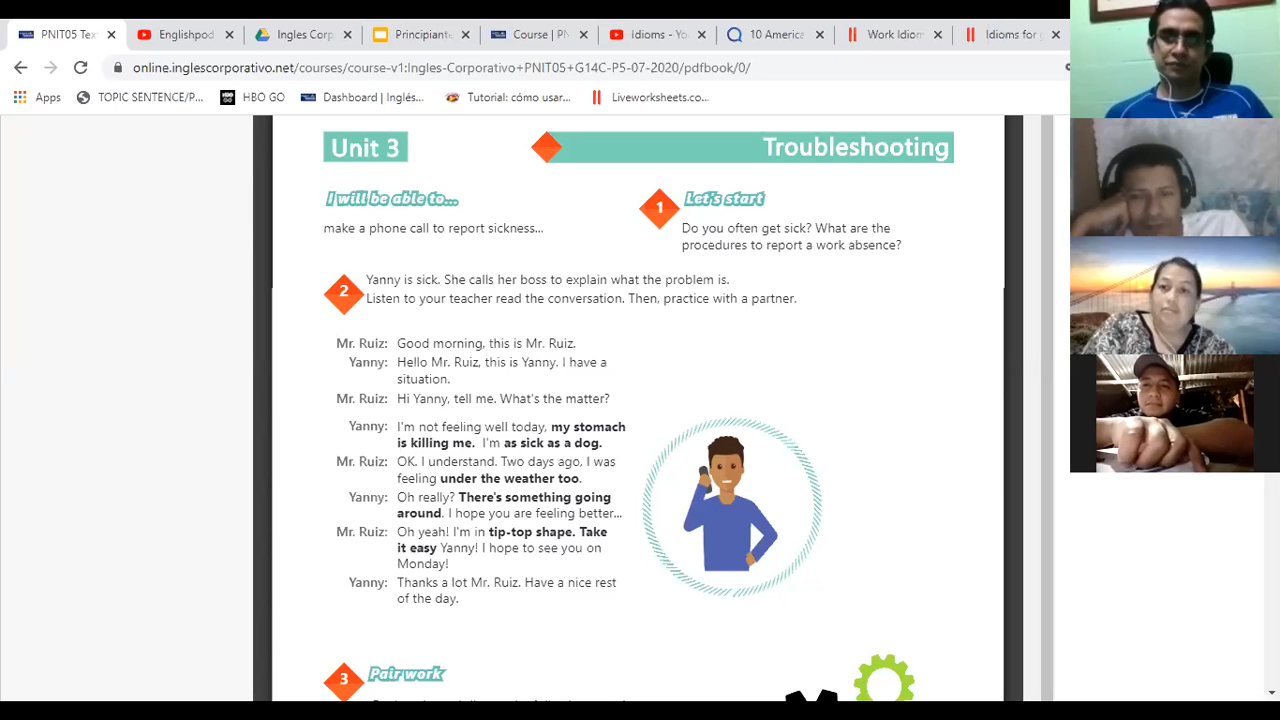 PNIT05 Tex
Englishpod
Ingles Corp
Principiante
Course | PN
Idioms - Yo
10 America
Work Idiom
Idioms for
online.inglescorporativo.net/courses/course-v1:Ingles-Corporativo+PNIT05+G14C-P5-07-2020/pdfbook/0/
Apps
TOPIC SENTENCE/P...
HBO GO
Dashboard | Inglés...
Tutorial: cómo usar...
Liveworksheets.co...
Unit 3
Troubleshooting
I will be able to...
make a phone call to report sickness...
1
Let's start
Do you often get sick? What are the
procedures to report a work absence?
2
Yanny is sick. She calls her boss to explain what the problem is.
Listen to your teacher read the conversation. Then, practice with a partner.
Mr. Ruiz: Good morning, this is Mr. Ruiz.
Yanny: Hello Mr. Ruiz, this is Yanny. I have a
situation.
Mr. Ruiz: Hi Yanny, tell me. What's the matter?
Yanny: I'm not feeling well today, my stomach
is killing me. I'm as sick as a dog.
Mr. Ruiz: OK. I understand. Two days ago, I was
feeling under the weather too.
Yanny: Oh really? There's something going
around. I hope you are feeling better...
Mr. Ruiz: Oh yeah! I'm in tip-top shape. Take
it easy Yanny! I hope to see you on
Monday!
Yanny: Thanks a lot Mr. Ruiz. Have a nice rest
of the day.
3
Pair work